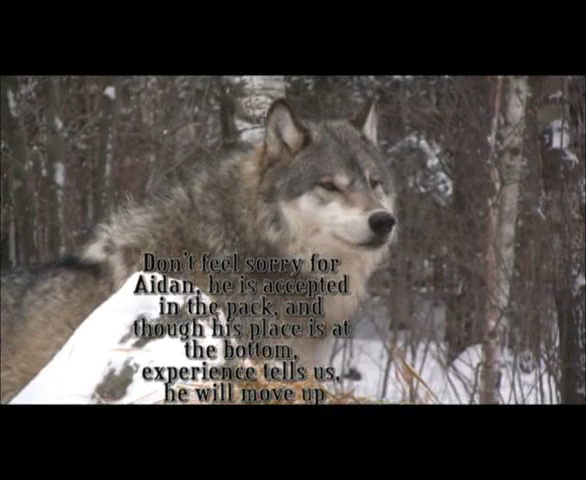 Don't feel sorry for
Aidan, he is accepted
in the pack, and
though his place is at
the bottom,
experience tells us,
he will move up